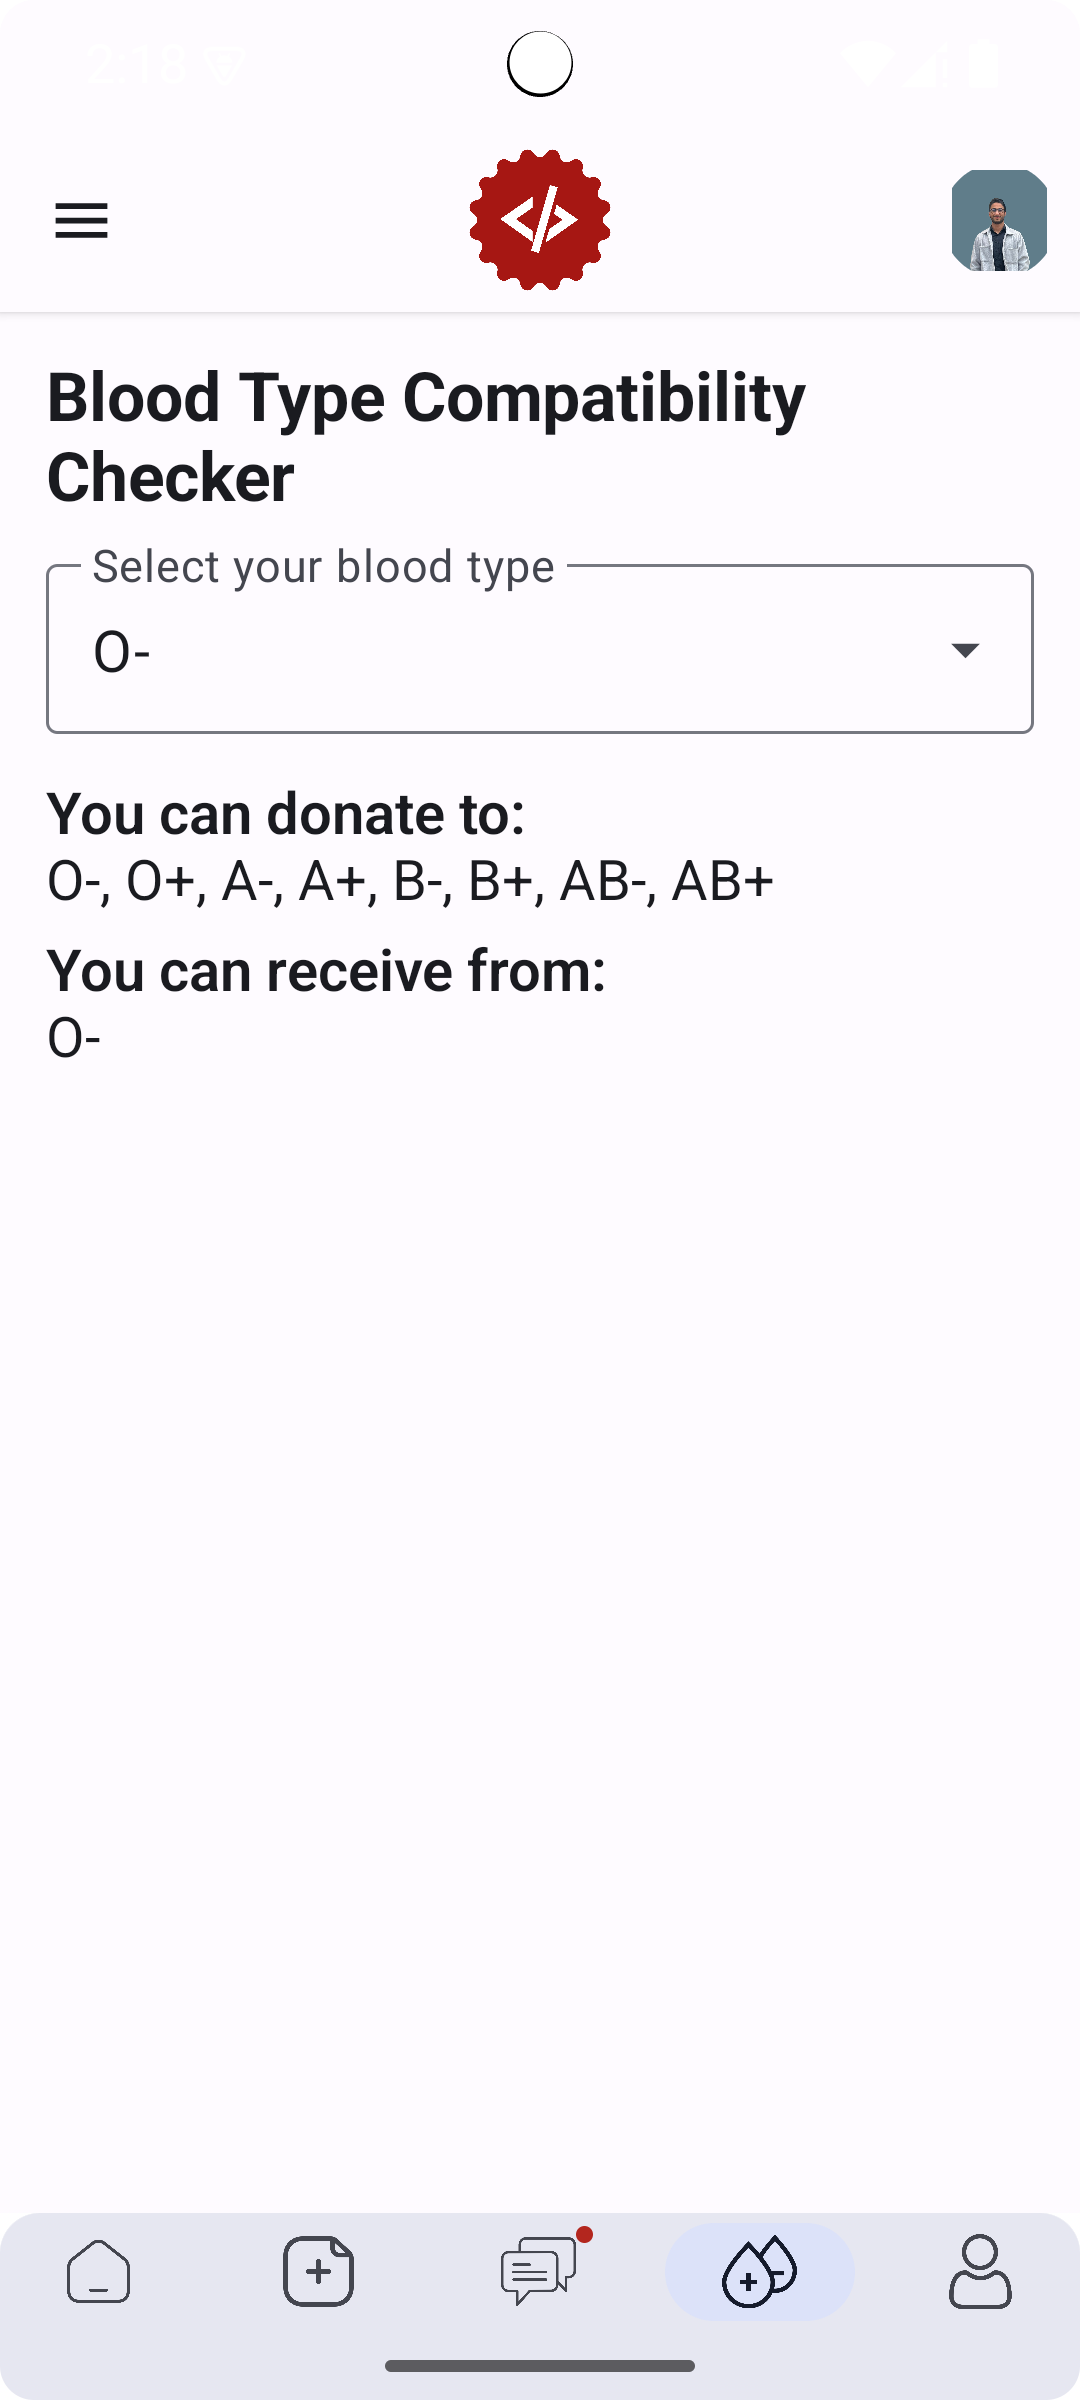 2:18
Blood Type Compatibility
Checker
Select your blood type
O-
You can donate to:
O-, O+, A-, A+, B-, B+, AB-, AB+
You can receive from:
O-